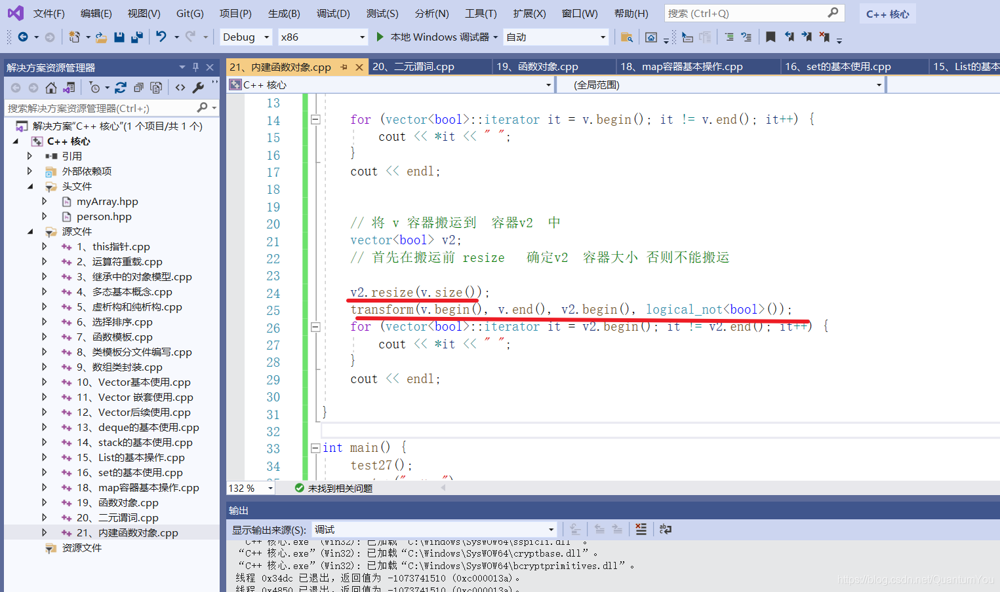 文件(F) 编辑(E) 视图(V) Git(G) 项目(P) 生成(B) 调试(D) 测试(S) 分析(N) 工具(T) 扩展(X) 窗口(W) 帮助(H) 搜索 (Ctrl+Q) C++ 核心
Debug x86 本地 Windows 调试器 自动
解决方案资源管理器
搜索解决方案资源管理器(Ctrl+;)
解决方案“C++ 核心”(1 个项目/共 1 个)
C++ 核心
引用
外部依赖项
头文件
myArray.hpp
person.hpp
源文件
1、this指针.cpp
2、运算符重载.cpp
3、继承中的对象模型.cpp
4、多态基本概念.cpp
5、虚析构和纯析构.cpp
6、选择排序.cpp
7、函数模板.cpp
8、类模板分文件编写.cpp
9、数组类封装.cpp
10、Vector基本使用.cpp
11、Vector 嵌套使用.cpp
12、Vector后续使用.cpp
13、deque的基本使用.cpp
14、stack的基本使用.cpp
15、List的基本操作.cpp
16、set的基本使用.cpp
18、map容器基本操作.cpp
19、函数对象.cpp
20、二元谓词.cpp
21、内建函数对象.cpp
资源文件
21、内建函数对象.cpp 20、二元谓词.cpp 19、函数对象.cpp 18、map容器基本操作.cpp 16、set的基本使用.cpp 15、List的基本
C++ 核心 (全局范围)
13
14 for (vector<bool>::iterator it = v.begin(); it != v.end(); it++) {
15 cout << *it << " ";
16 }
17 cout << endl;
18
19
20 // 将 v 容器搬运到 容器v2 中
21 vector<bool> v2;
22 // 首先在搬运前 resize 确定v2 容器大小 否则不能搬运
23
24 v2.resize(v.size());
25 transform(v.begin(), v.end(), v2.begin(), logical_not<bool>());
26 for (vector<bool>::iterator it = v2.begin(); it != v2.end(); it++) {
27 cout << *it << " ";
28 }
29 cout << endl;
30
31 }
32
33 int main() {
34 test27();
132 % 未找到相关问题
输出
显示输出来源(S): 调试
“C++ 核心.exe”(Win32): 已加载“C:\Windows\SysWOW64\sspicli.dll”。
“C++ 核心.exe”(Win32): 已加载“C:\Windows\SysWOW64\cryptbase.dll”。
“C++ 核心.exe”(Win32): 已加载“C:\Windows\SysWOW64\bcryptprimitives.dll”。
线程 0x34dc 已退出，返回值为 -1073741510 (0xc000013a)。
线程 0x4850 已退出，返回值为 -1073741510 (0xc000013a)。
https://blog.csdn.net/QuantumYou